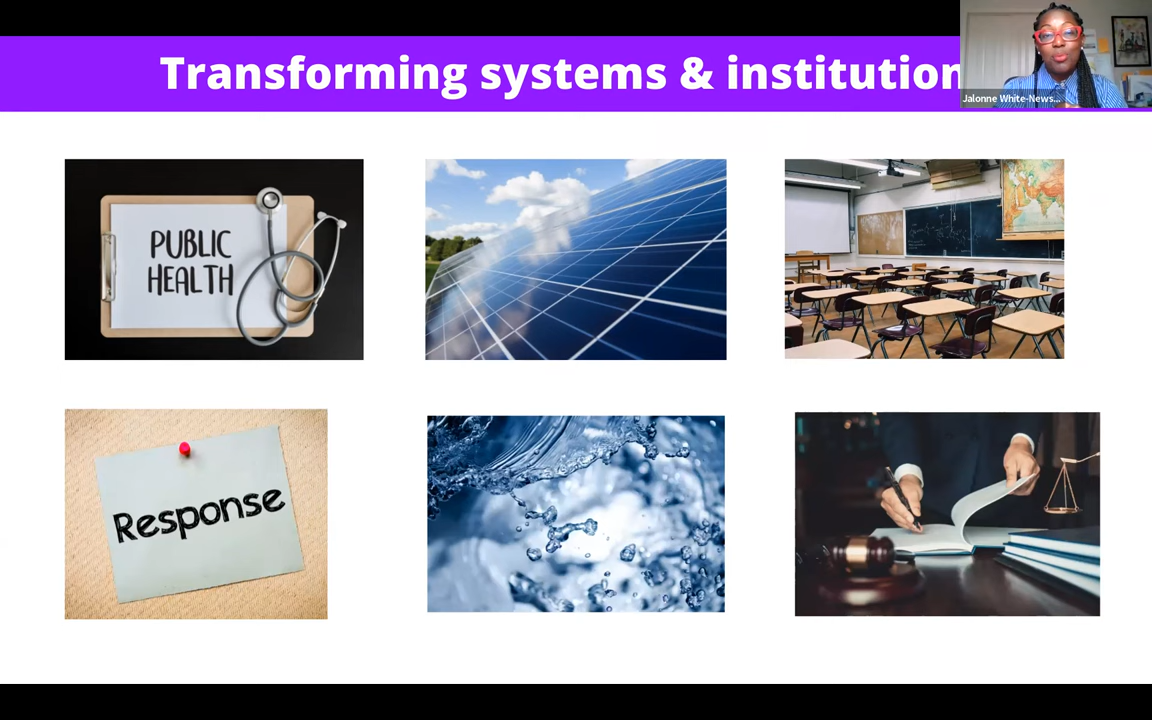 Transforming systems & institution
Jalonne White-News...
PUBLIC
HEALTH
Response